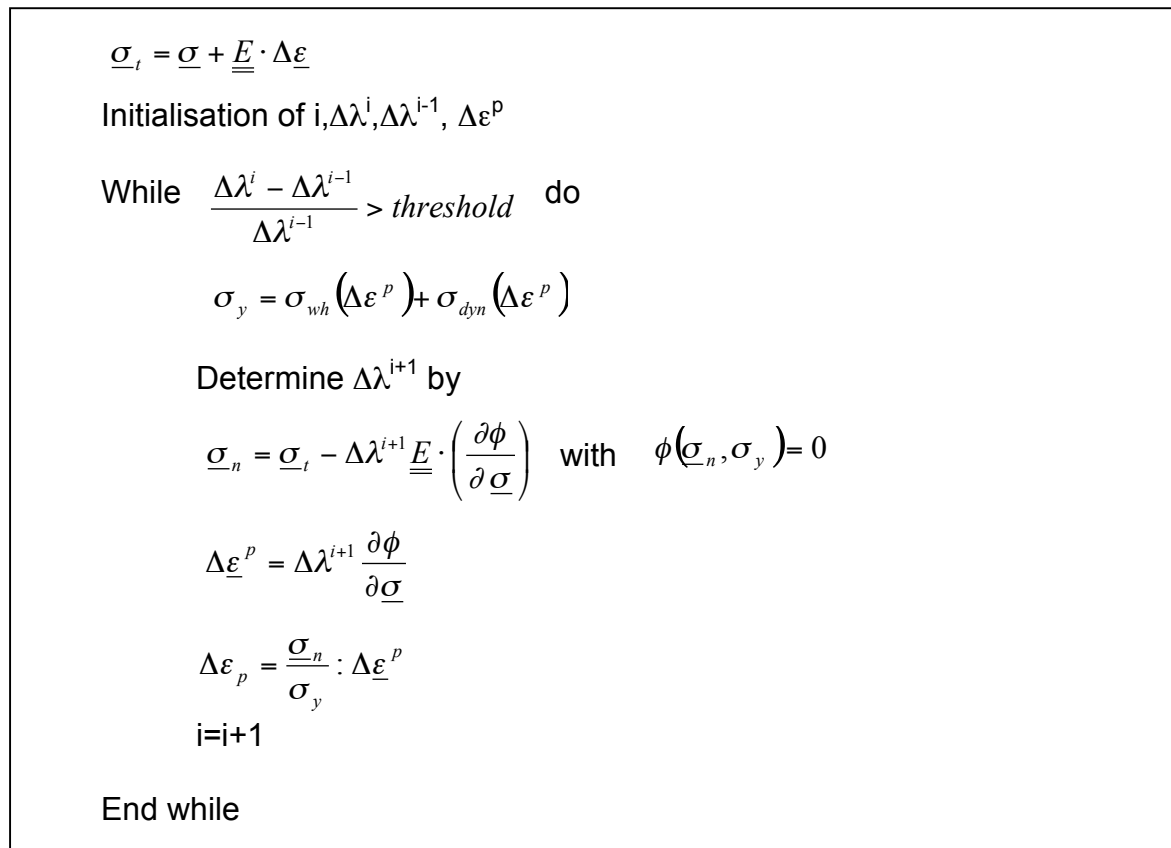 σ_t = σ + E · Δε
Initialisation of i,Δλ^i,Δλ^{i-1}, Δε^p
While (Δλ^i − Δλ^{i−1}) / Δλ^{i−1} > threshold do
σ_y = σ_wh(Δε^p) + σ_dyn(Δε^p)
Determine Δλ^{i+1} by
σ_n = σ_t − Δλ^{i+1} E · (∂φ / ∂σ) with φ(σ_n, σ_y) = 0
Δε^p = Δλ^{i+1} ∂φ / ∂σ
Δε_p = σ_n / σ_y : Δε^p
i=i+1
End while